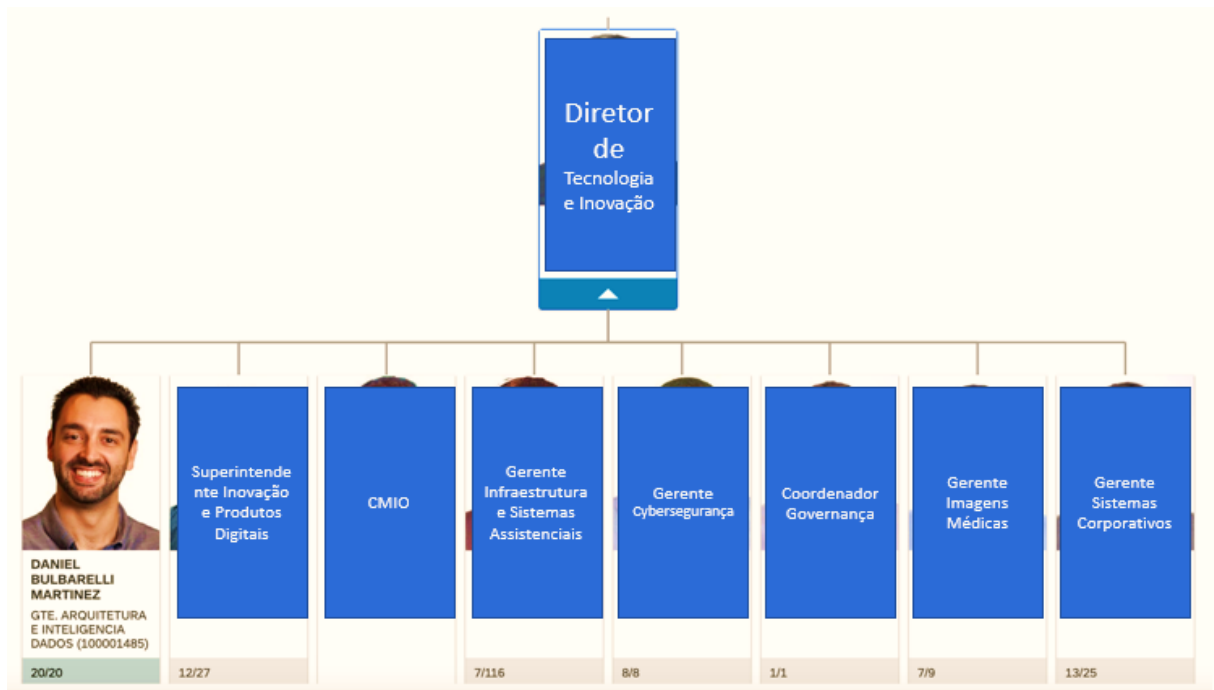 Diretor
de
Tecnologia
e Inovação
DANIEL
BULBARELLI
MARTINEZ
GTE. ARQUITETURA
E INTELIGENCIA
DADOS (100001485)
20/20
Superintende
nte Inovação
e Produtos
Digitais
12/27
CMIO
Gerente
Infraestrutura
e Sistemas
Assistenciais
7/116
Gerente
Cybersegurança
8/8
Coordenador
Governança
1/1
Gerente
Imagens
Médicas
7/9
Gerente
Sistemas
Corporativos
13/25